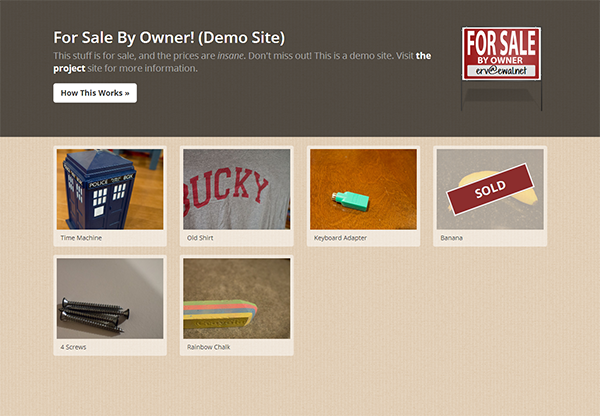 For Sale By Owner! (Demo Site)
This stuff is for sale, and the prices are insane. Don't miss out! This is a demo site. Visit the
project site for more information.
How This Works »
FOR SALE
BY OWNER
erv@ewal.net
POLICE BOX
BUCKY
SOLD
Time Machine
Old Shirt
Keyboard Adapter
Banana
4 Screws
Rainbow Chalk